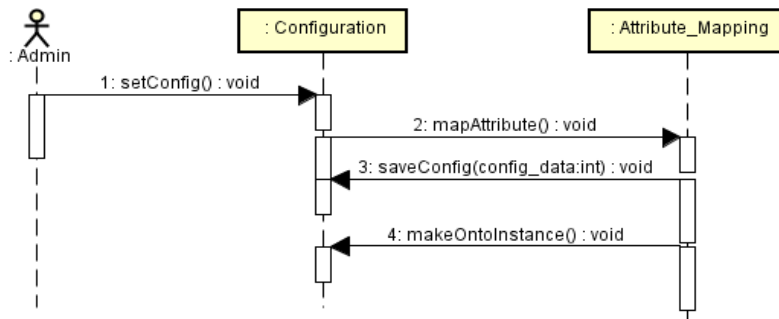 : Configuration
: Attribute_Mapping
: Admin
1: setConfig() : void
2: mapAttribute() : void
3: saveConfig(config_data:int) : void
4: makeOntoInstance() : void